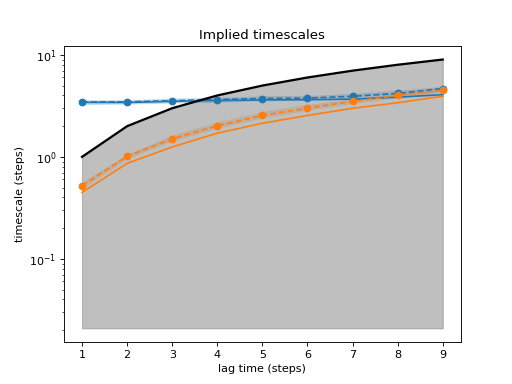 Implied timescales
timescale (steps)
10¹
10⁰
10⁻¹
1 2 3 4 5 6 7 8 9
lag time (steps)